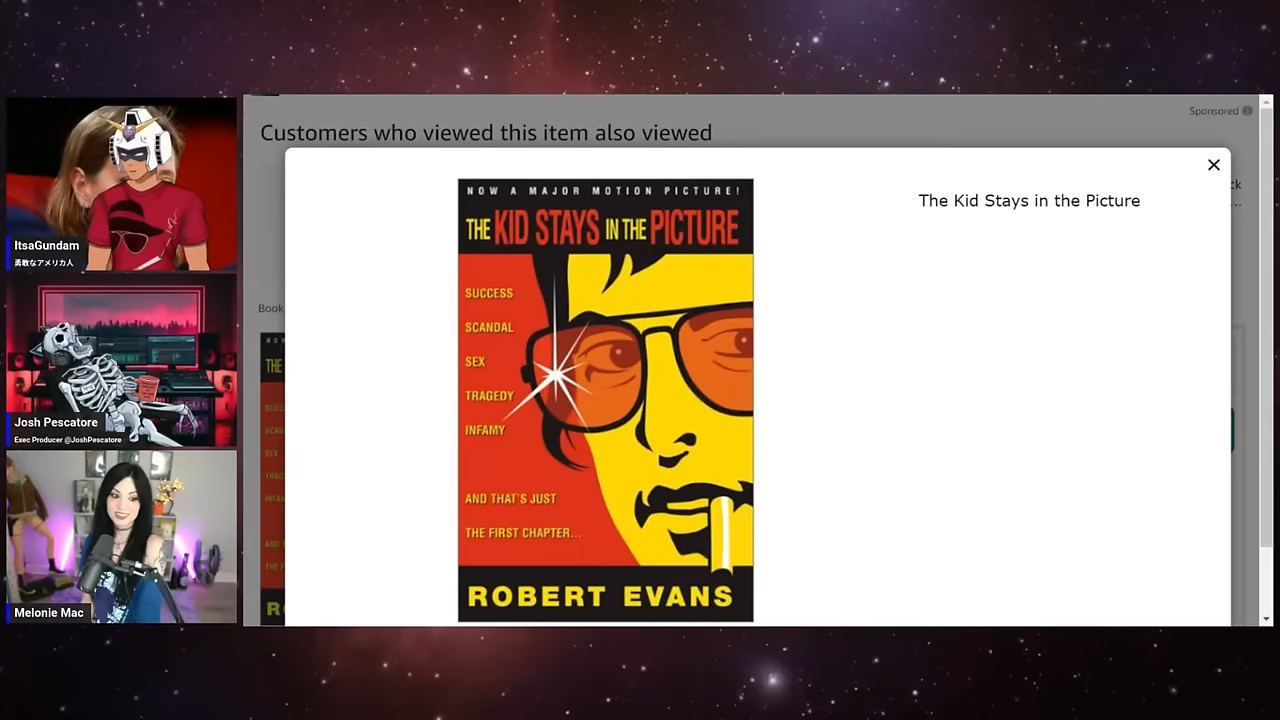 Sponsored
Customers who viewed this item also viewed
ItsaGundam
勇敢なアメリカ人
Josh Pescatore
Exec Producer @JoshPescatore
Melonie Mac
Book
NOW A MAJOR MOTION PICTURE!
THE KID STAYS IN THE PICTURE
SUCCESS
SCANDAL
SEX
TRAGEDY
INFAMY
AND THAT'S JUST
THE FIRST CHAPTER...
ROBERT EVANS
The Kid Stays in the Picture
ck
...